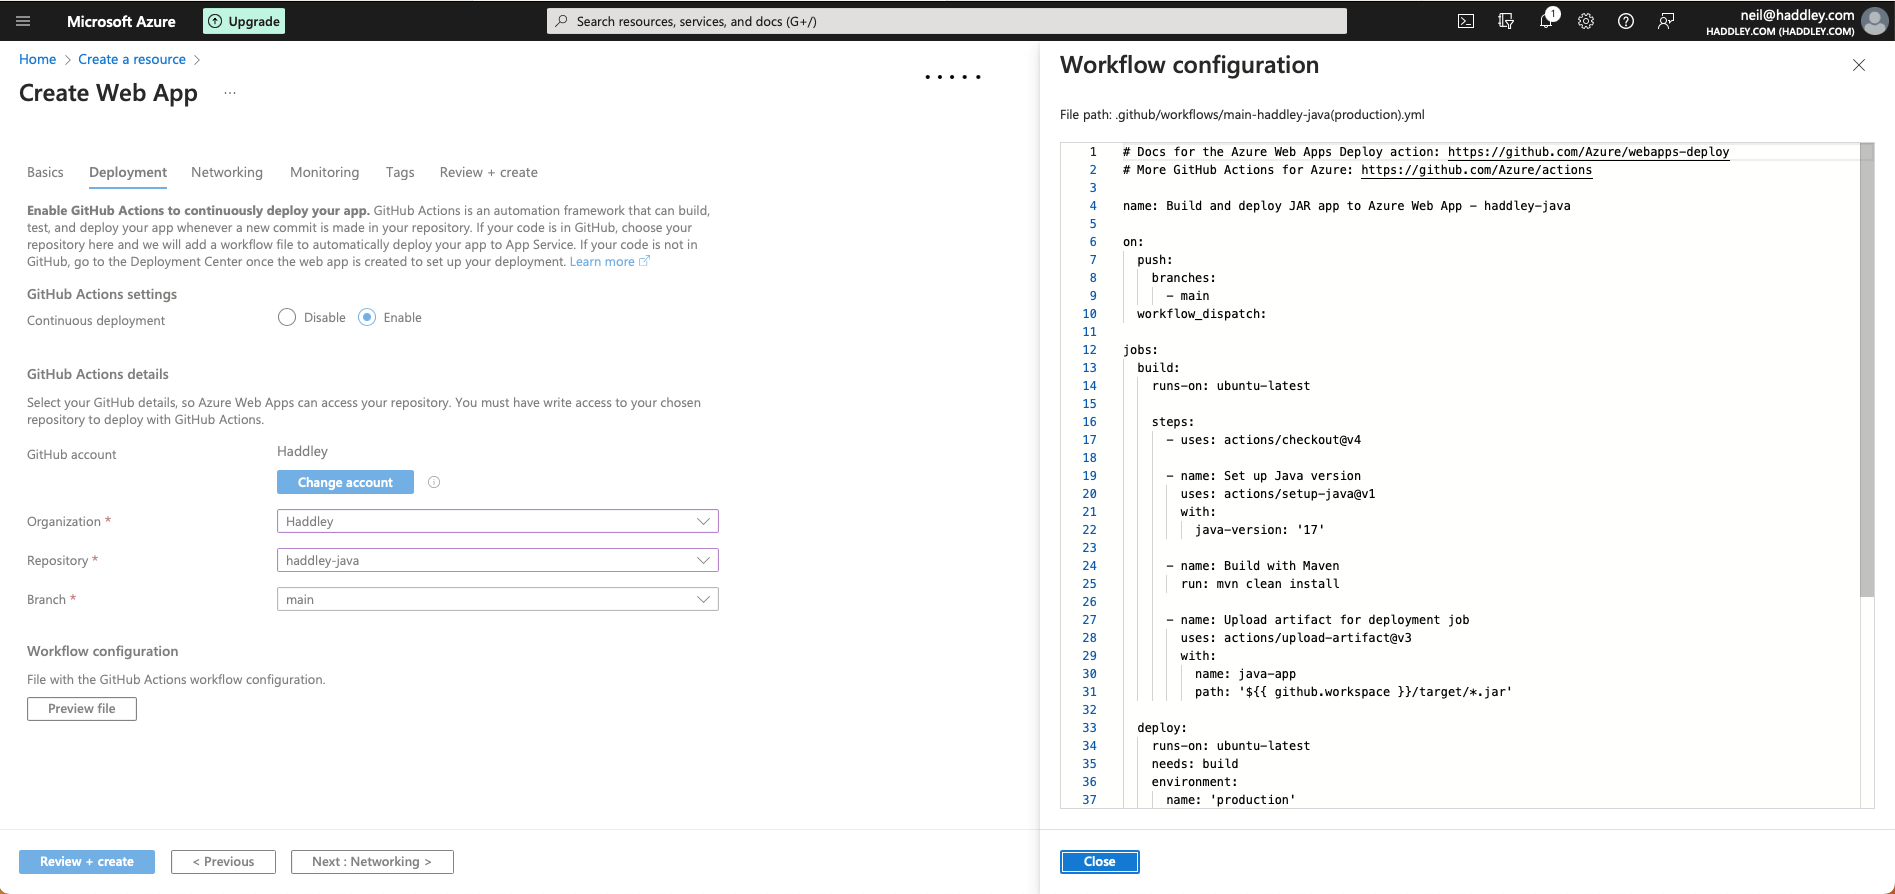 Microsoft Azure
Upgrade
Search resources, services, and docs (G+/)
1
neil@haddley.com
HADDLEY.COM (HADDLEY.COM)
Home > Create a resource >
Create Web App ...
Basics
Deployment
Networking
Monitoring
Tags
Review + create
Enable GitHub Actions to continuously deploy your app. GitHub Actions is an automation framework that can build,
test, and deploy your app whenever a new commit is made in your repository. If your code is in GitHub, choose your
repository here and we will add a workflow file to automatically deploy your app to App Service. If your code is not in
GitHub, go to the Deployment Center once the web app is created to set up your deployment. Learn more
GitHub Actions settings
Continuous deployment
Disable
Enable
GitHub Actions details
Select your GitHub details, so Azure Web Apps can access your repository. You must have write access to your chosen
repository to deploy with GitHub Actions.
GitHub account
Haddley
Change account
Organization *
Haddley
Repository *
haddley-java
Branch *
main
Workflow configuration
File with the GitHub Actions workflow configuration.
Preview file
Review + create
< Previous
Next : Networking >
Workflow configuration
File path: .github/workflows/main-haddley-java(production).yml
1 # Docs for the Azure Web Apps Deploy action: https://github.com/Azure/webapps-deploy
2 # More GitHub Actions for Azure: https://github.com/Azure/actions
3
4 name: Build and deploy JAR app to Azure Web App - haddley-java
5
6 on:
7 push:
8 branches:
9 - main
10 workflow_dispatch:
11
12 jobs:
13 build:
14 runs-on: ubuntu-latest
15
16 steps:
17 - uses: actions/checkout@v4
18
19 - name: Set up Java version
20 uses: actions/setup-java@v1
21 with:
22 java-version: '17'
23
24 - name: Build with Maven
25 run: mvn clean install
26
27 - name: Upload artifact for deployment job
28 uses: actions/upload-artifact@v3
29 with:
30 name: java-app
31 path: '${{ github.workspace }}/target/*.jar'
32
33 deploy:
34 runs-on: ubuntu-latest
35 needs: build
36 environment:
37 name: 'production'
Close